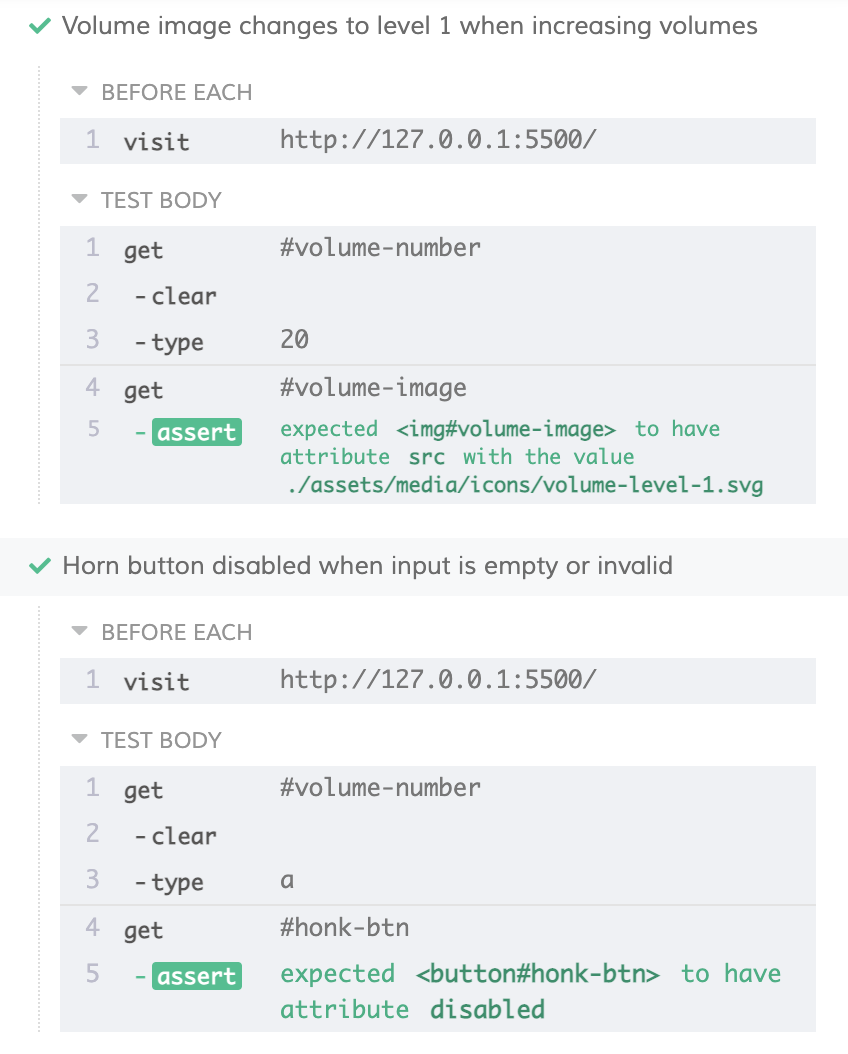 Volume image changes to level 1 when increasing volumes
BEFORE EACH
1 visit http://127.0.0.1:5500/
TEST BODY
1 get #volume-number
2 -clear
3 -type 20
4 get #volume-image
5 -assert expected <img#volume-image> to have
attribute src with the value
./assets/media/icons/volume-level-1.svg
Horn button disabled when input is empty or invalid
BEFORE EACH
1 visit http://127.0.0.1:5500/
TEST BODY
1 get #volume-number
2 -clear
3 -type a
4 get #honk-btn
5 -assert expected <button#honk-btn> to have
attribute disabled